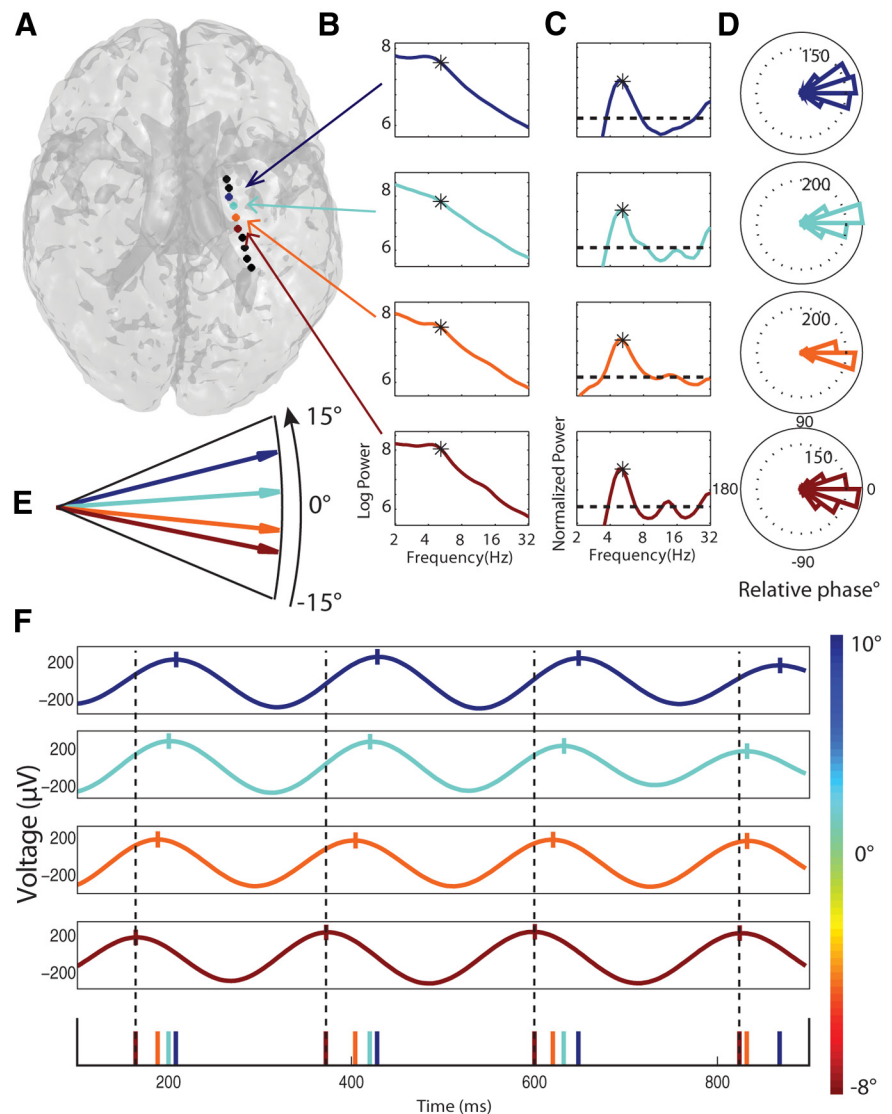 A
B
C
D
8
6
8
6
8
6
8
6
Log Power
2 4 8 16 32
Frequency(Hz)
Normalized Power
2 4 8 16 32
Frequency(Hz)
150
200
200
90
150
180
0
-90
Relative phase°
E
15°
0°
-15°
F
Voltage (µV)
200
−200
200
-200
200
-200
200
-200
200 400 600 800
Time (ms)
10°
0°
-8°